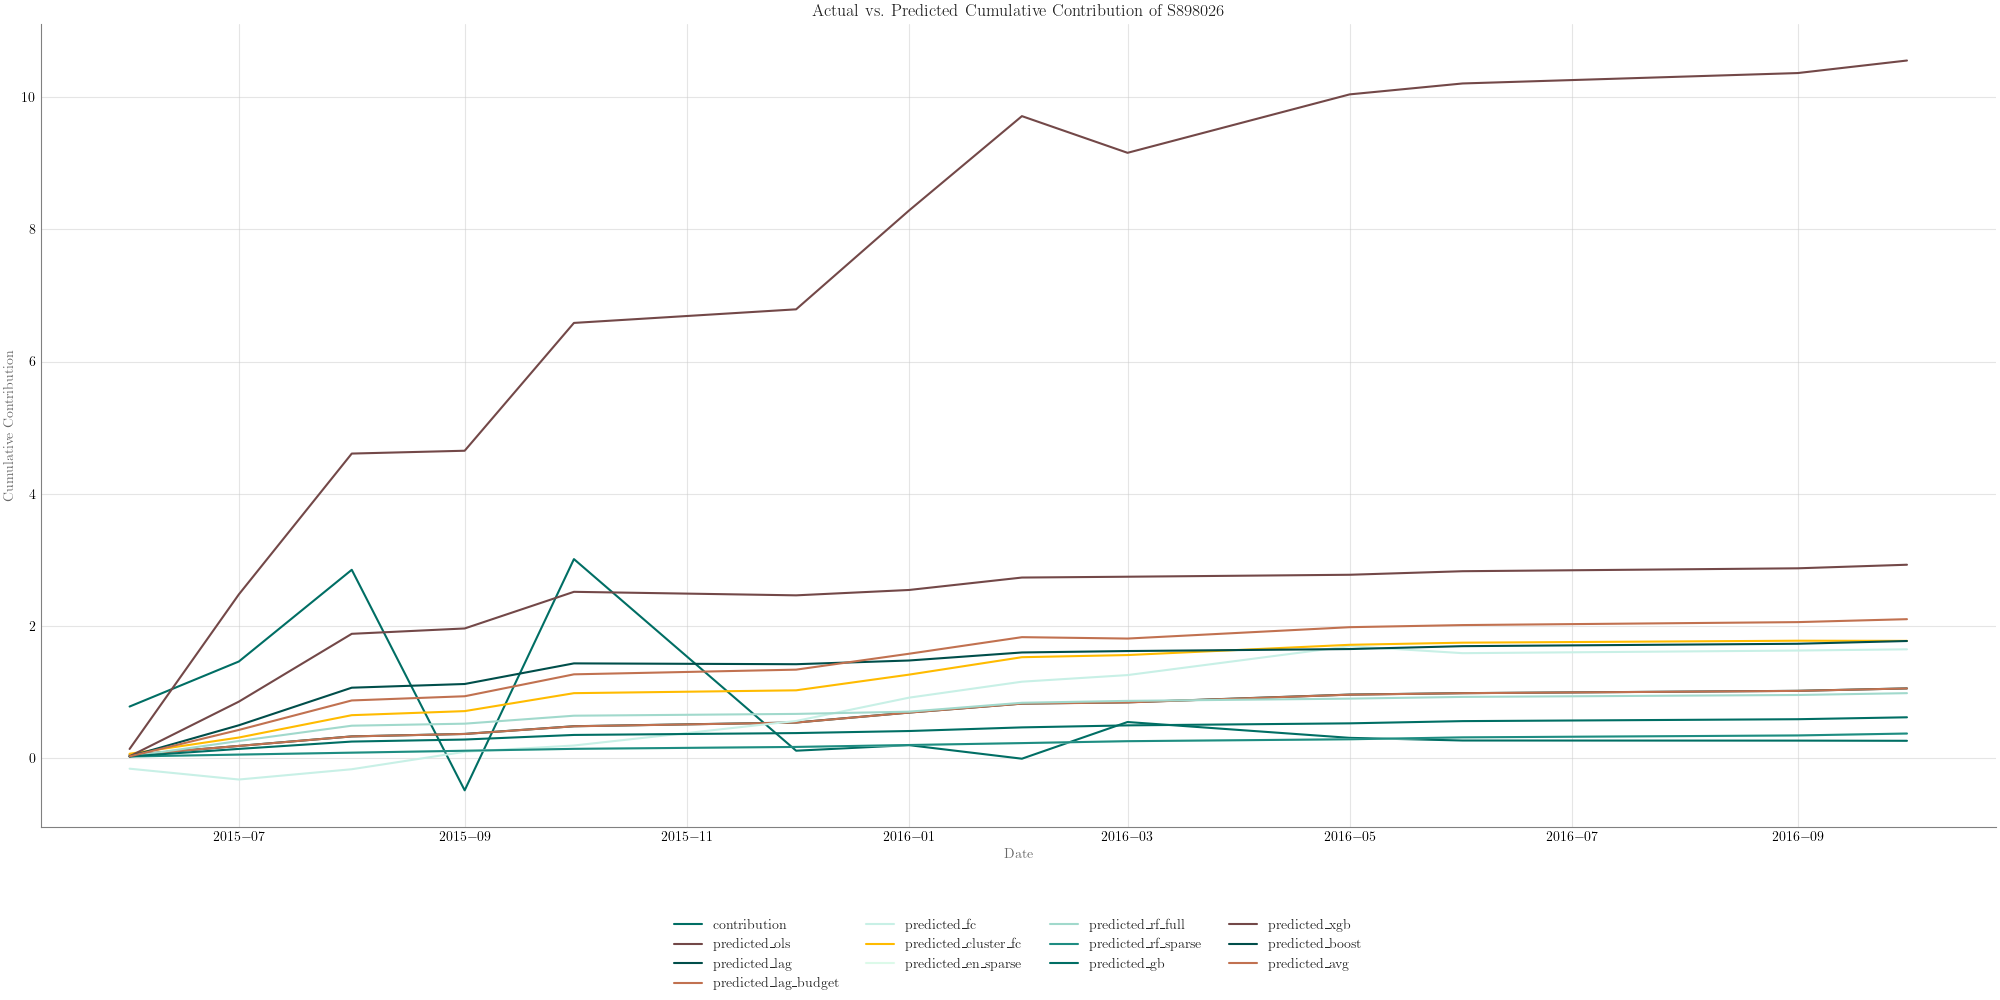 Actual vs. Predicted Cumulative Contribution of S898026
10
8
6
4
2
0
Cumulative Contribution
2015−07 2015−09 2015−11 2016−01 2016−03 2016−05 2016−07 2016−09
Date
contribution predicted_fc predicted_rf_full predicted_xgb
predicted_ols predicted_cluster_fc predicted_rf_sparse predicted_boost
predicted_lag predicted_en_sparse predicted_gb predicted_avg
predicted_lag_budget